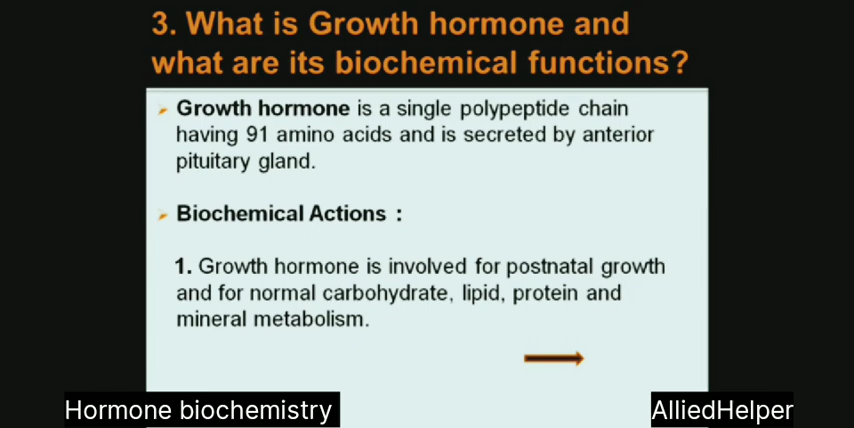 3. What is Growth hormone and
what are its biochemical functions?
Growth hormone is a single polypeptide chain
having 91 amino acids and is secreted by anterior
pituitary gland.
Biochemical Actions :
1. Growth hormone is involved for postnatal growth
and for normal carbohydrate, lipid, protein and
mineral metabolism.
Hormone biochemistry
AlliedHelper